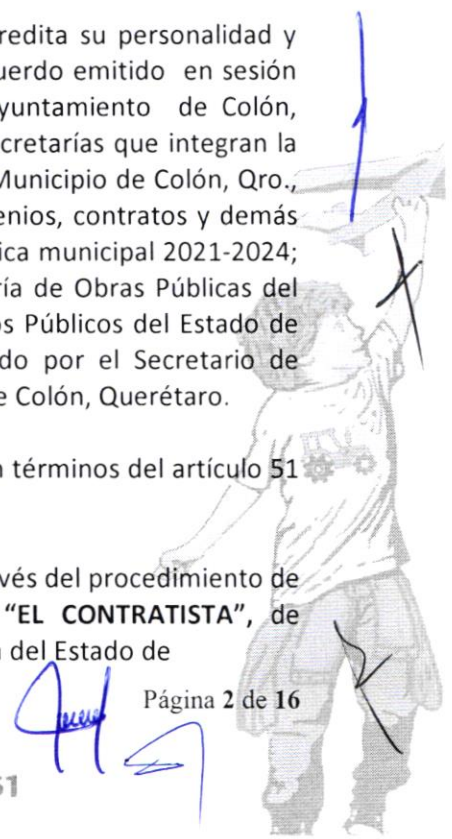 redita su personalidad y
uerdo emitido en sesión
yuntamiento de Colón,
cretarías que integran la
Municipio de Colón, Qro.,
enios, contratos y demás
ica municipal 2021-2024;
ría de Obras Públicas del
os Públicos del Estado de
do por el Secretario de
e Colón, Querétaro.
n términos del artículo 51
vés del procedimiento de
"EL CONTRATISTA", de
del Estado de
Página 2 de 16
51